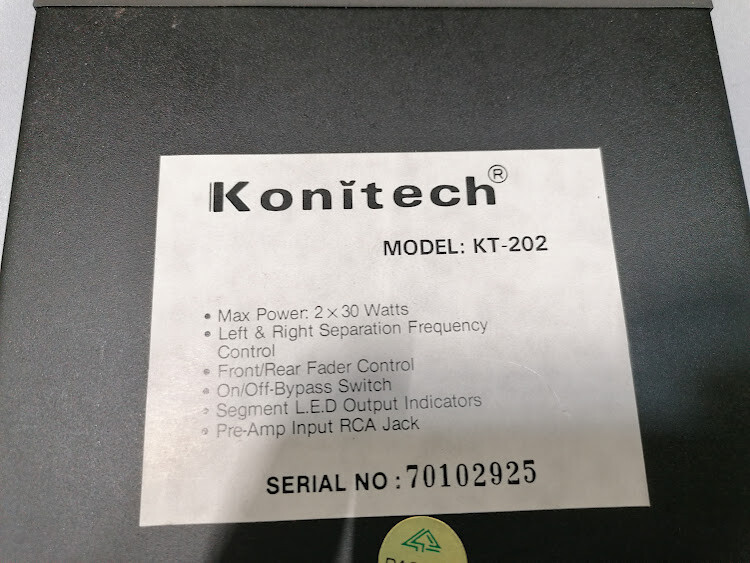 Konitech®
MODEL: KT-202
• Max Power: 2 × 30 Watts
• Left & Right Separation Frequency
Control
• Front/Rear Fader Control
• On/Off-Bypass Switch
• Segment L.E.D Output Indicators
• Pre-Amp Input RCA Jack
SERIAL NO : 70102925